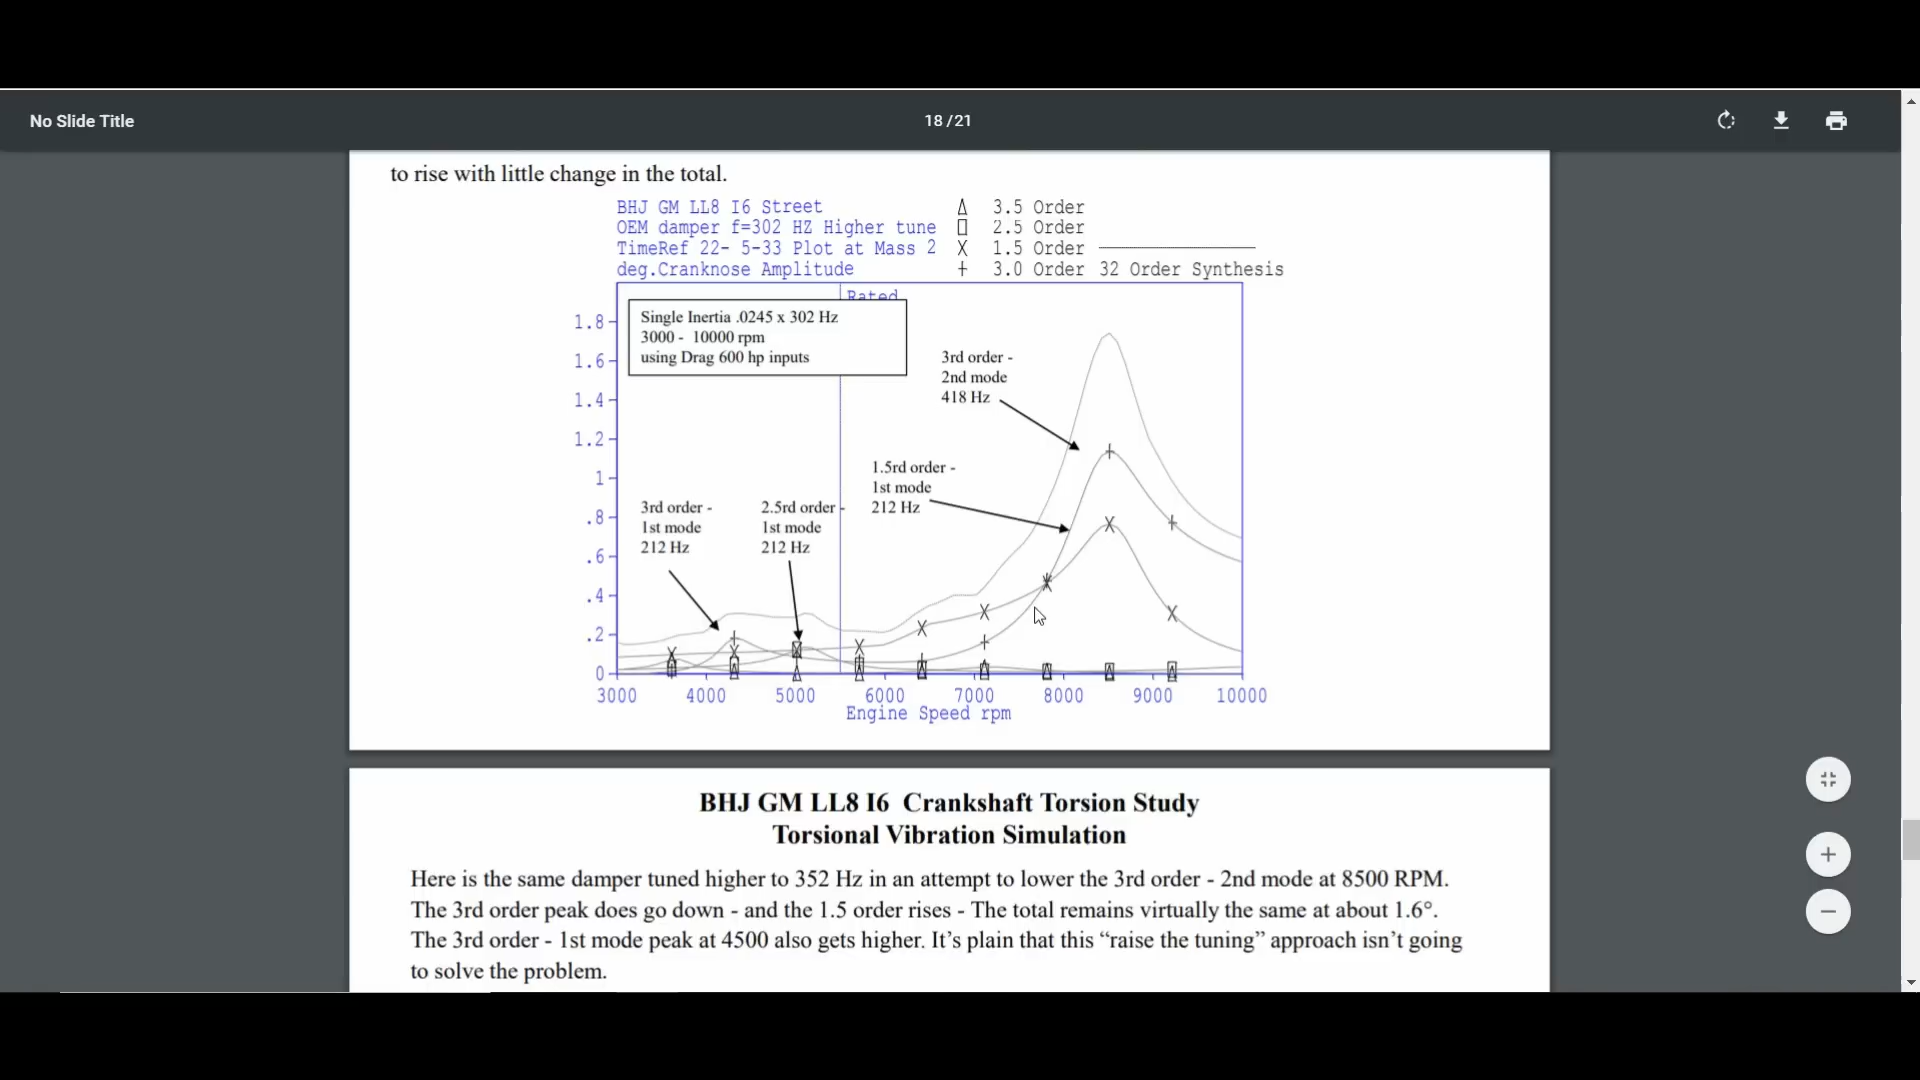 No Slide Title
18 / 21
to rise with little change in the total.
BHJ GM LL8 I6 Street
OEM damper f=302 HZ Higher tune
TimeRef 22- 5-33 Plot at Mass 2
deg.Cranknose Amplitude
3.5 Order
2.5 Order
X 1.5 Order
+ 3.0 Order 32 Order Synthesis
Rated
Single Inertia .0245 x 302 Hz
3000 - 10000 rpm
using Drag 600 hp inputs
1.8
1.6
1.4
1.2
1
.8
.6
.4
.2
0
3rd order -
2nd mode
418 Hz
1.5rd order -
1st mode
212 Hz
3rd order -
1st mode
212 Hz
2.5rd order -
1st mode
212 Hz
3000 4000 5000 6000 7000 8000 9000 10000
Engine Speed rpm
BHJ GM LL8 I6 Crankshaft Torsion Study
Torsional Vibration Simulation
Here is the same damper tuned higher to 352 Hz in an attempt to lower the 3rd order - 2nd mode at 8500 RPM.
The 3rd order peak does go down - and the 1.5 order rises - The total remains virtually the same at about 1.6°.
The 3rd order - 1st mode peak at 4500 also gets higher. It’s plain that this “raise the tuning” approach isn’t going
to solve the problem.